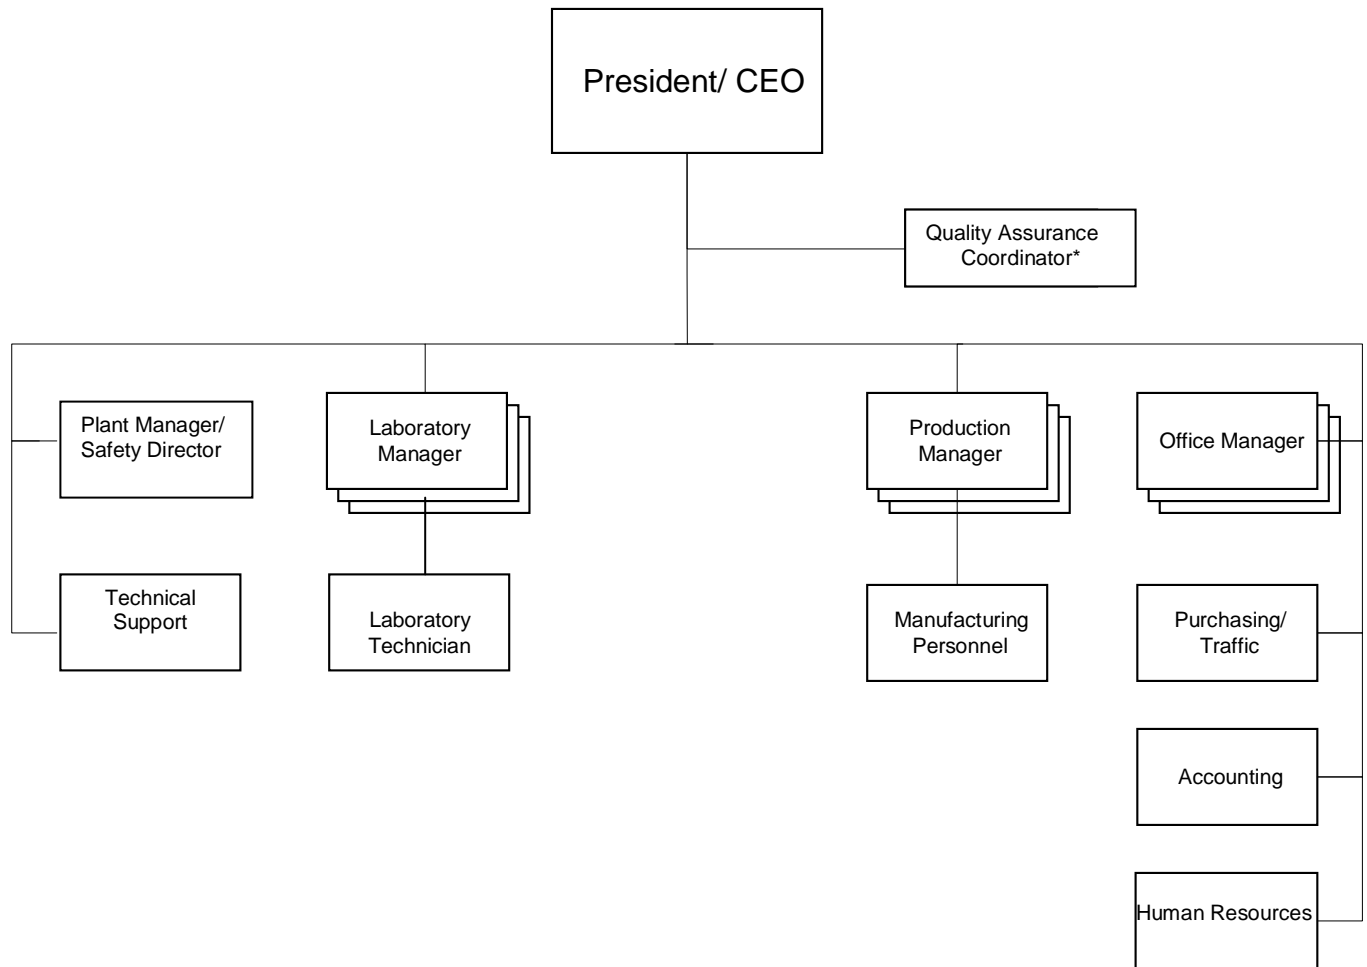 President/ CEO
Quality Assurance
Coordinator*
Plant Manager/
Safety Director
Laboratory
Manager
Production
Manager
Office Manager
Technical
Support
Laboratory
Technician
Manufacturing
Personnel
Purchasing/
Traffic
Accounting
Human Resources